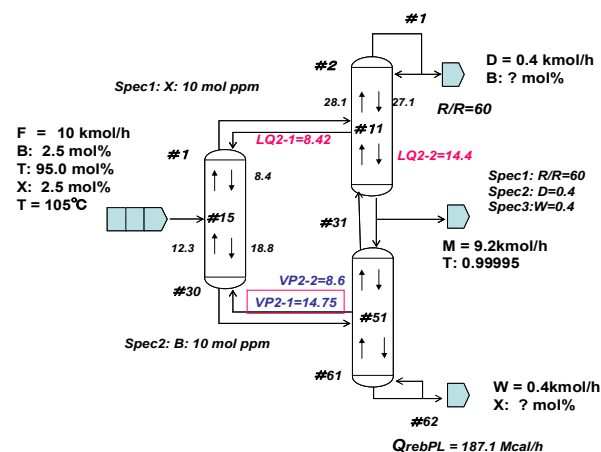 #1
#2
D = 0.4 kmol/h
B: ? mol%
Spec1: X: 10 mol ppm
28.1
27.1
R/R=60
F = 10 kmol/h
B: 2.5 mol%
T: 95.0 mol%
X: 2.5 mol%
T = 105℃
#11
LQ2-1=8.42
#1
LQ2-2=14.4
Spec1: R/R=60
Spec2: D=0.4
Spec3:W=0.4
8.4
#15
#31
12.3
18.8
M = 9.2kmol/h
T: 0.99995
VP2-2=8.6
#30
VP2-1=14.75
#51
Spec2: B: 10 mol ppm
#61
W = 0.4kmol/h
X: ? mol%
#62
QrebPL = 187.1 Mcal/h